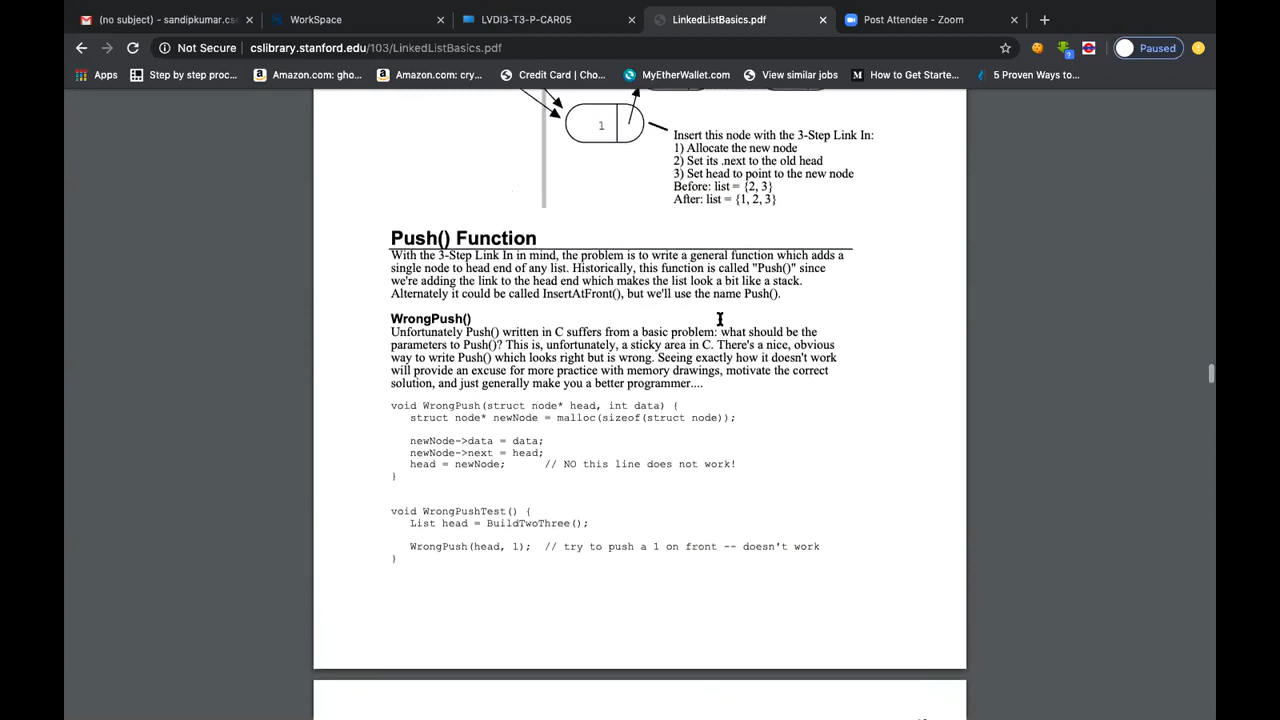 (no subject) - sandipkumar.cse
WorkSpace
LVDI3-T3-P-CAR05
LinkedListBasics.pdf
Post Attendee - Zoom
Not Secure
cslibrary.stanford.edu/103/LinkedListBasics.pdf
Paused
Apps
Step by step proc...
Amazon.com: gho...
Amazon.com: cry...
Credit Card | Cho...
MyEtherWallet.com
View similar jobs
How to Get Starte...
5 Proven Ways to...
1
Insert this node with the 3-Step Link In:
1) Allocate the new node
2) Set its .next to the old head
3) Set head to point to the new node
Before: list = {2, 3}
After: list = {1, 2, 3}
Push() Function
With the 3-Step Link In in mind, the problem is to write a general function which adds a
single node to head end of any list. Historically, this function is called "Push()" since
we're adding the link to the head end which makes the list look a bit like a stack.
Alternately it could be called InsertAtFront(), but we'll use the name Push().
WrongPush()
Unfortunately Push() written in C suffers from a basic problem: what should be the
parameters to Push()? This is, unfortunately, a sticky area in C. There's a nice, obvious
way to write Push() which looks right but is wrong. Seeing exactly how it doesn't work
will provide an excuse for more practice with memory drawings, motivate the correct
solution, and just generally make you a better programmer....
void WrongPush(struct node* head, int data) {
struct node* newNode = malloc(sizeof(struct node));
newNode->data = data;
newNode->next = head;
head = newNode; // NO this line does not work!
}
void WrongPushTest() {
List head = BuildTwoThree();
WrongPush(head, 1); // try to push a 1 on front -- doesn't work
}